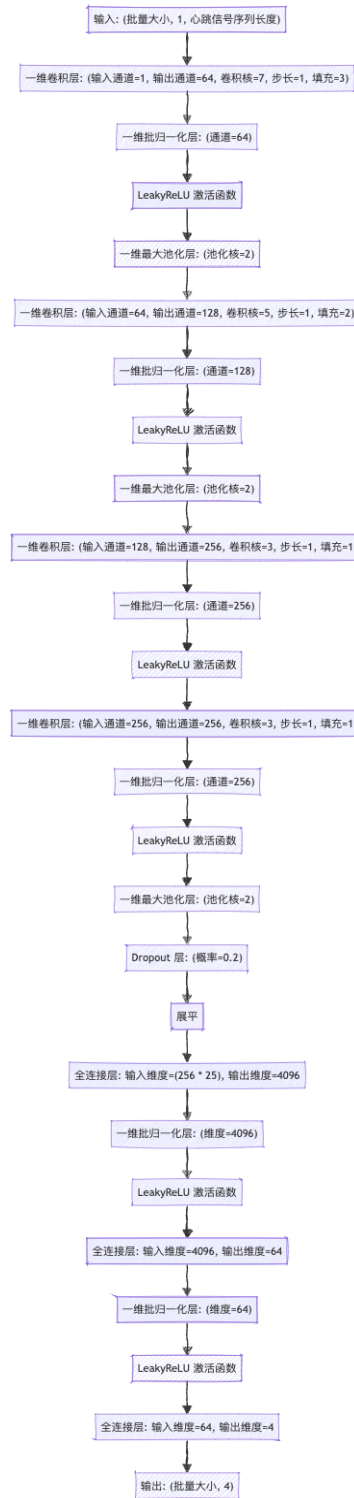 输入: (批量大小, 1, 心跳信号序列长度)
一维卷积层: (输入通道=1, 输出通道=64, 卷积核=7, 步长=1, 填充=3)
一维批归一化层: (通道=64)
LeakyReLU 激活函数
一维最大池化层: (池化核=2)
一维卷积层: (输入通道=64, 输出通道=128, 卷积核=5, 步长=1, 填充=2)
一维批归一化层: (通道=128)
LeakyReLU 激活函数
一维最大池化层: (池化核=2)
一维卷积层: (输入通道=128, 输出通道=256, 卷积核=3, 步长=1, 填充=1
一维批归一化层: (通道=256)
LeakyReLU 激活函数
一维卷积层: (输入通道=256, 输出通道=256, 卷积核=3, 步长=1, 填充=1
一维批归一化层: (通道=256)
LeakyReLU 激活函数
一维最大池化层: (池化核=2)
Dropout 层: (概率=0.2)
展平
全连接层: 输入维度=(256 * 25), 输出维度=4096
一维批归一化层: (维度=4096)
LeakyReLU 激活函数
全连接层: 输入维度=4096, 输出维度=64
一维批归一化层: (维度=64)
LeakyReLU 激活函数
全连接层: 输入维度=64, 输出维度=4
输出: (批量大小, 4)